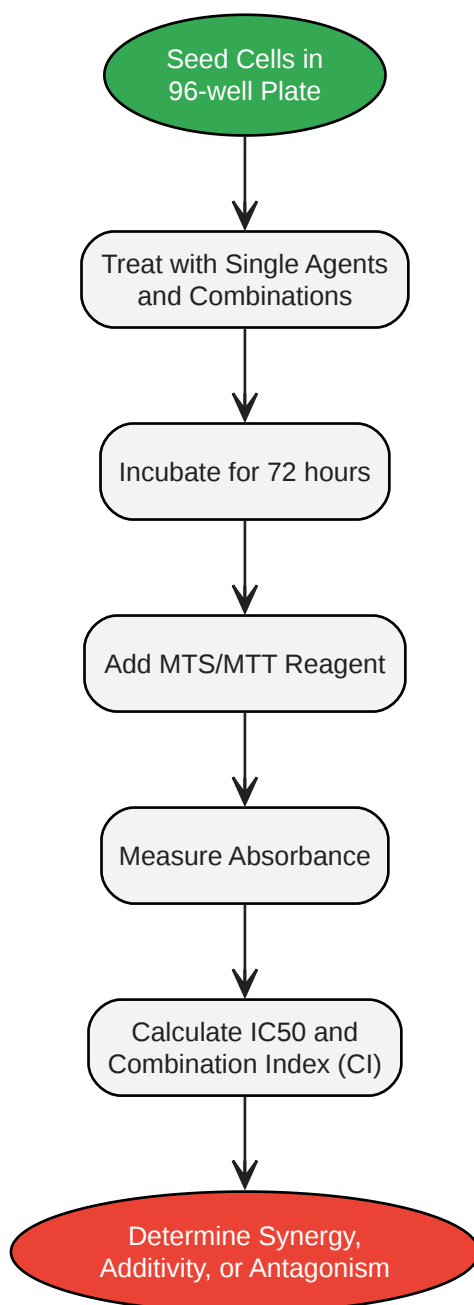 Seed Cells in
96-well Plate
Treat with Single Agents
and Combinations
Incubate for 72 hours
Add MTS/MTT Reagent
Measure Absorbance
Calculate IC50 and
Combination Index (CI)
Determine Synergy,
Additivity, or Antagonism